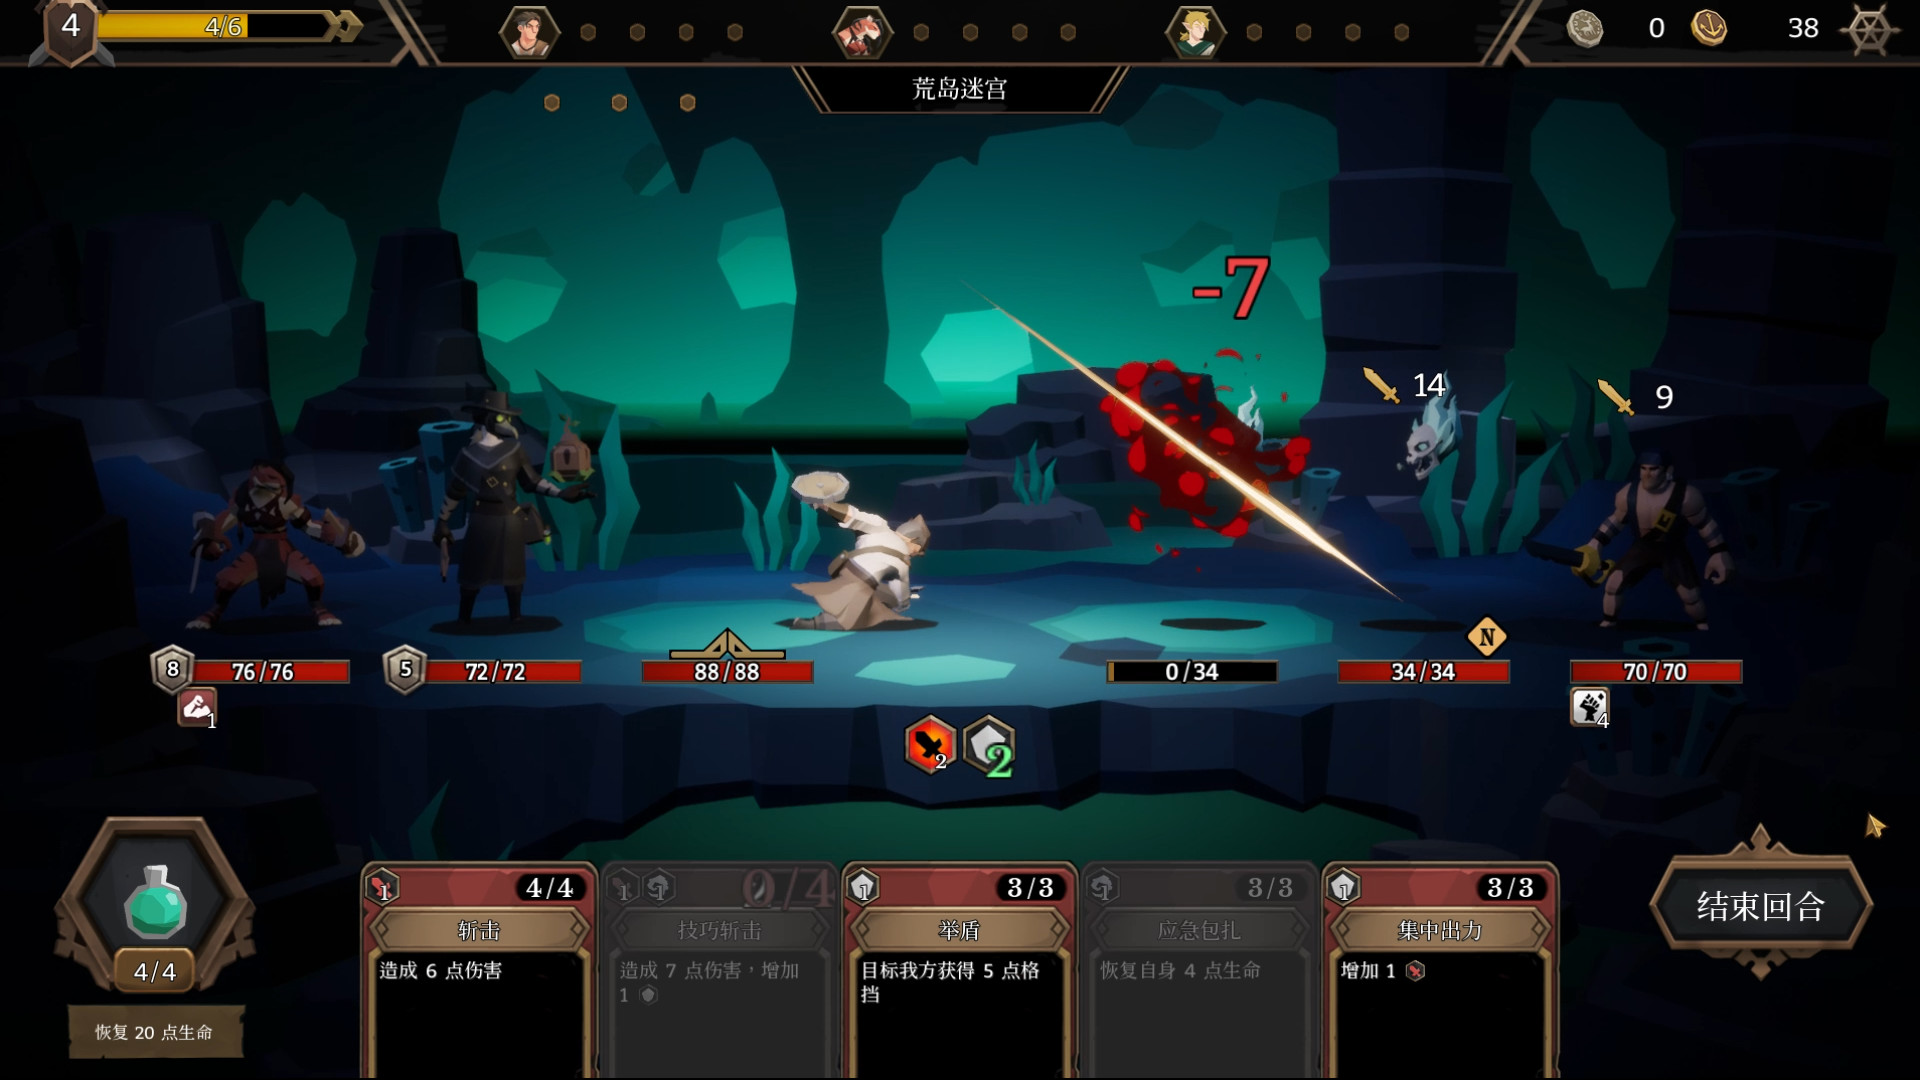 4
4/6
0
38
荒岛迷宫
-7
14
9
8
76/76
5
72/72
88/88
0/34
34/34
N
70/70
1
4
2
2
1
4/4
斩击
造成 6 点伤害
1
1
0/4
技巧斩击
造成 7 点伤害,增加
1
1
3/3
举盾
目标我方获得 5 点格
挡
1
3/3
应急包扎
恢复自身 4 点生命
1
3/3
集中出力
增加 1
4/4
恢复 20 点生命
结束回合